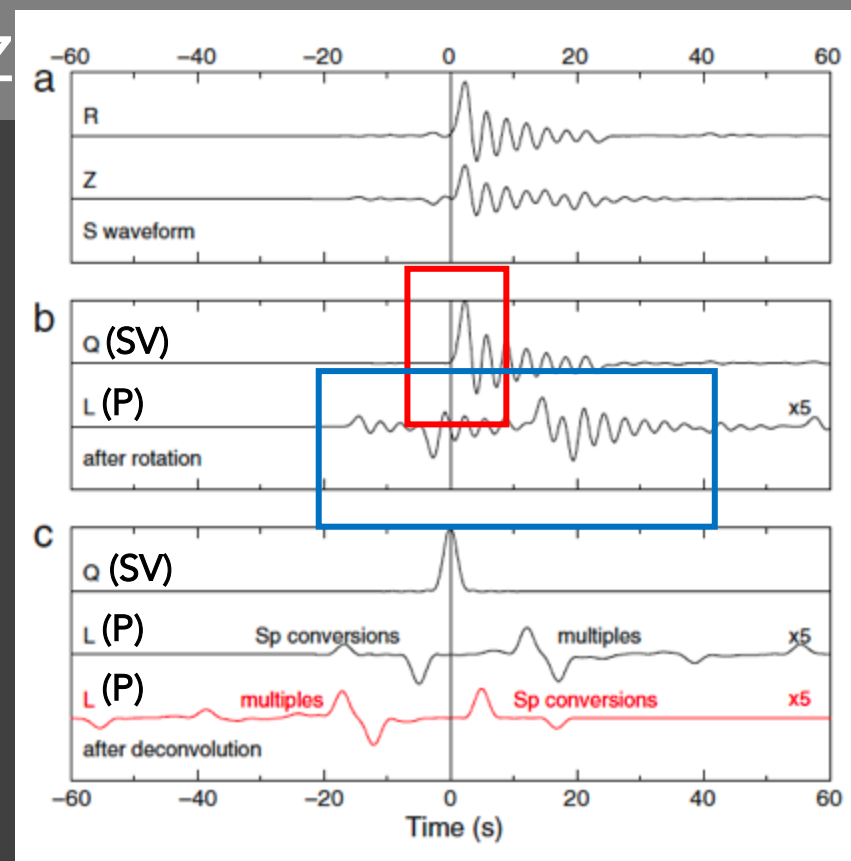 Z
−60 −40 −20 0 20 40 60
a
R
Z
S waveform
b
Q (SV)
L (P)
x5
after rotation
c
Q (SV)
L (P)
Sp conversions
multiples
x5
L (P)
multiples
Sp conversions
x5
after deconvolution
−60 −40 −20 0 20 40 60
Time (s)